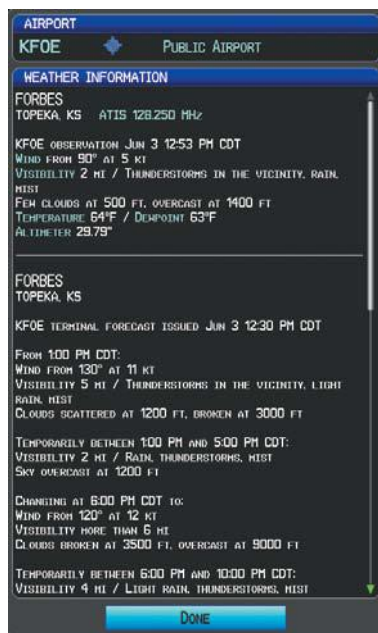 AIRPORT
KFOE PUBLIC AIRPORT
WEATHER INFORMATION
FORBES
TOPEKA, KS ATIS 128.250 MHz
KFOE OBSERVATION JUN 3 12:53 PM CDT
WIND FROM 90° AT 5 KT
VISIBILITY 2 MI / THUNDERSTORMS IN THE VICINITY, RAIN,
MIST
FEW CLOUDS AT 500 FT, OVERCAST AT 1400 FT
TEMPERATURE 64°F / DEWPOINT 63°F
ALTIMETER 29.79"
FORBES
TOPEKA, KS
KFOE TERMINAL FORECAST ISSUED JUN 3 12:30 PM CDT
FROM 1:00 PM CDT:
WIND FROM 130° AT 11 KT
VISIBILITY 5 MI / THUNDERSTORMS IN THE VICINITY, LIGHT
RAIN, MIST
CLOUDS SCATTERED AT 1200 FT, BROKEN AT 3000 FT
TEMPORARILY BETWEEN 1:00 PM AND 5:00 PM CDT:
VISIBILITY 2 MI / RAIN, THUNDERSTORMS, MIST
SKY OVERCAST AT 1200 FT
CHANGING AT 6:00 PM CDT TO:
WIND FROM 120° AT 12 KT
VISIBILITY MORE THAN 6 MI
CLOUDS BROKEN AT 3500 FT, OVERCAST AT 9000 FT
TEMPORARILY BETWEEN 6:00 PM AND 10:00 PM CDT:
VISIBILITY 4 MI / LIGHT RAIN, THUNDERSTORMS, MIST
DONE